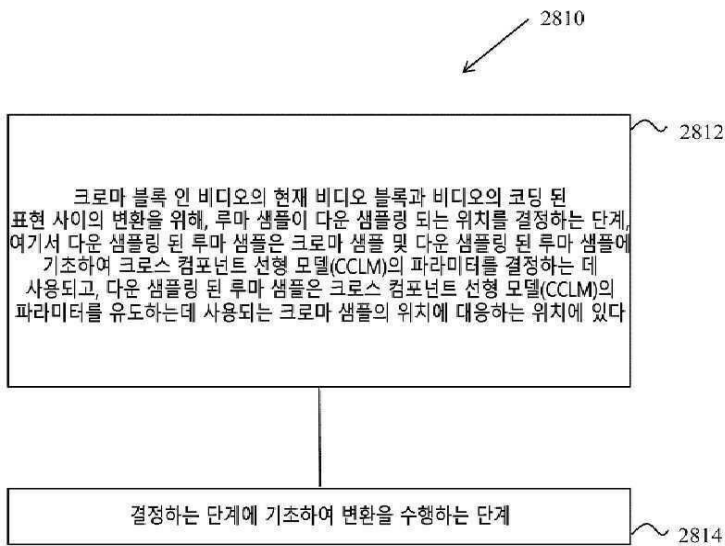 2810
2812
크로마 블록 인 비디오의 현재 비디오 블록과 비디오의 코딩 된
표현 사이의 변환을 위해, 루마 샘플이 다운 샘플링 되는 위치를 결정하는 단계,
여기서 다운 샘플링 된 루마 샘플은 크로마 샘플 및 다운 샘플링 된 루마 샘플에
기초하여 크로스 컴포넌트 선형 모델(CCLM)의 파라미터를 결정하는 데
사용되고, 다운 샘플링 된 루마 샘플은 크로스 컴포넌트 선형 모델(CCLM)의
파라미터를 유도하는데 사용되는 크로마 샘플의 위치에 대응하는 위치에 있다
결정하는 단계에 기초하여 변환을 수행하는 단계
2814